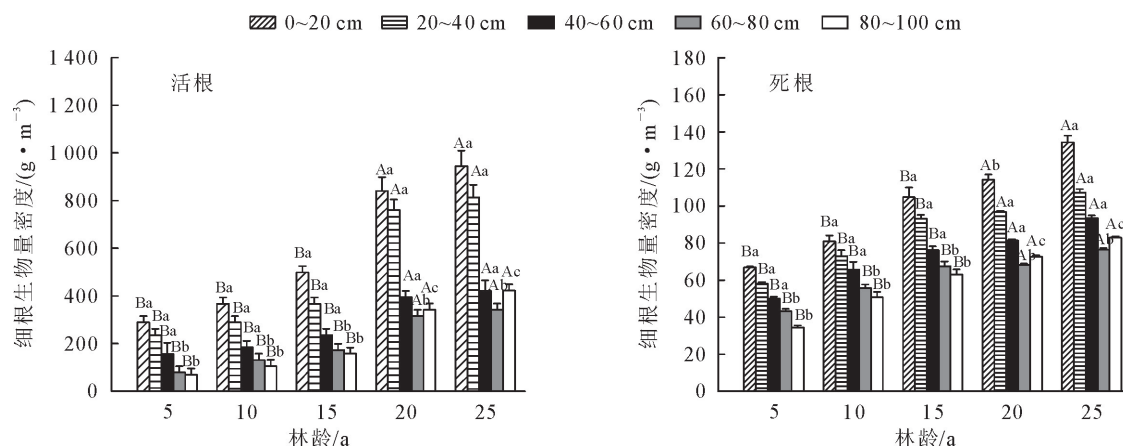 0~20 cm 20~40 cm 40~60 cm 60~80 cm 80~100 cm
活根
细根生物量密度/(g·m⁻³)
1 400
1 200
1 000
800
600
400
200
0
Ba Ba Ba Bb Bb
Ba Ba Ba Bb Bb
Ba Ba Ba Bb Bb
Aa Aa Aa Ab Ac
Aa Aa Aa Ab Ac
5 10 15 20 25
林龄/a
死根
细根生物量密度/(g·m⁻³)
180
160
140
120
100
80
60
40
20
0
Ba Ba Ba Bb Bb
Ba Ba Ba Bb Bb
Ba Ba Ba Bb Bb
Ab Aa Aa Ab Ac
Aa Aa Aa Ab Ac
5 10 15 20 25
林龄/a